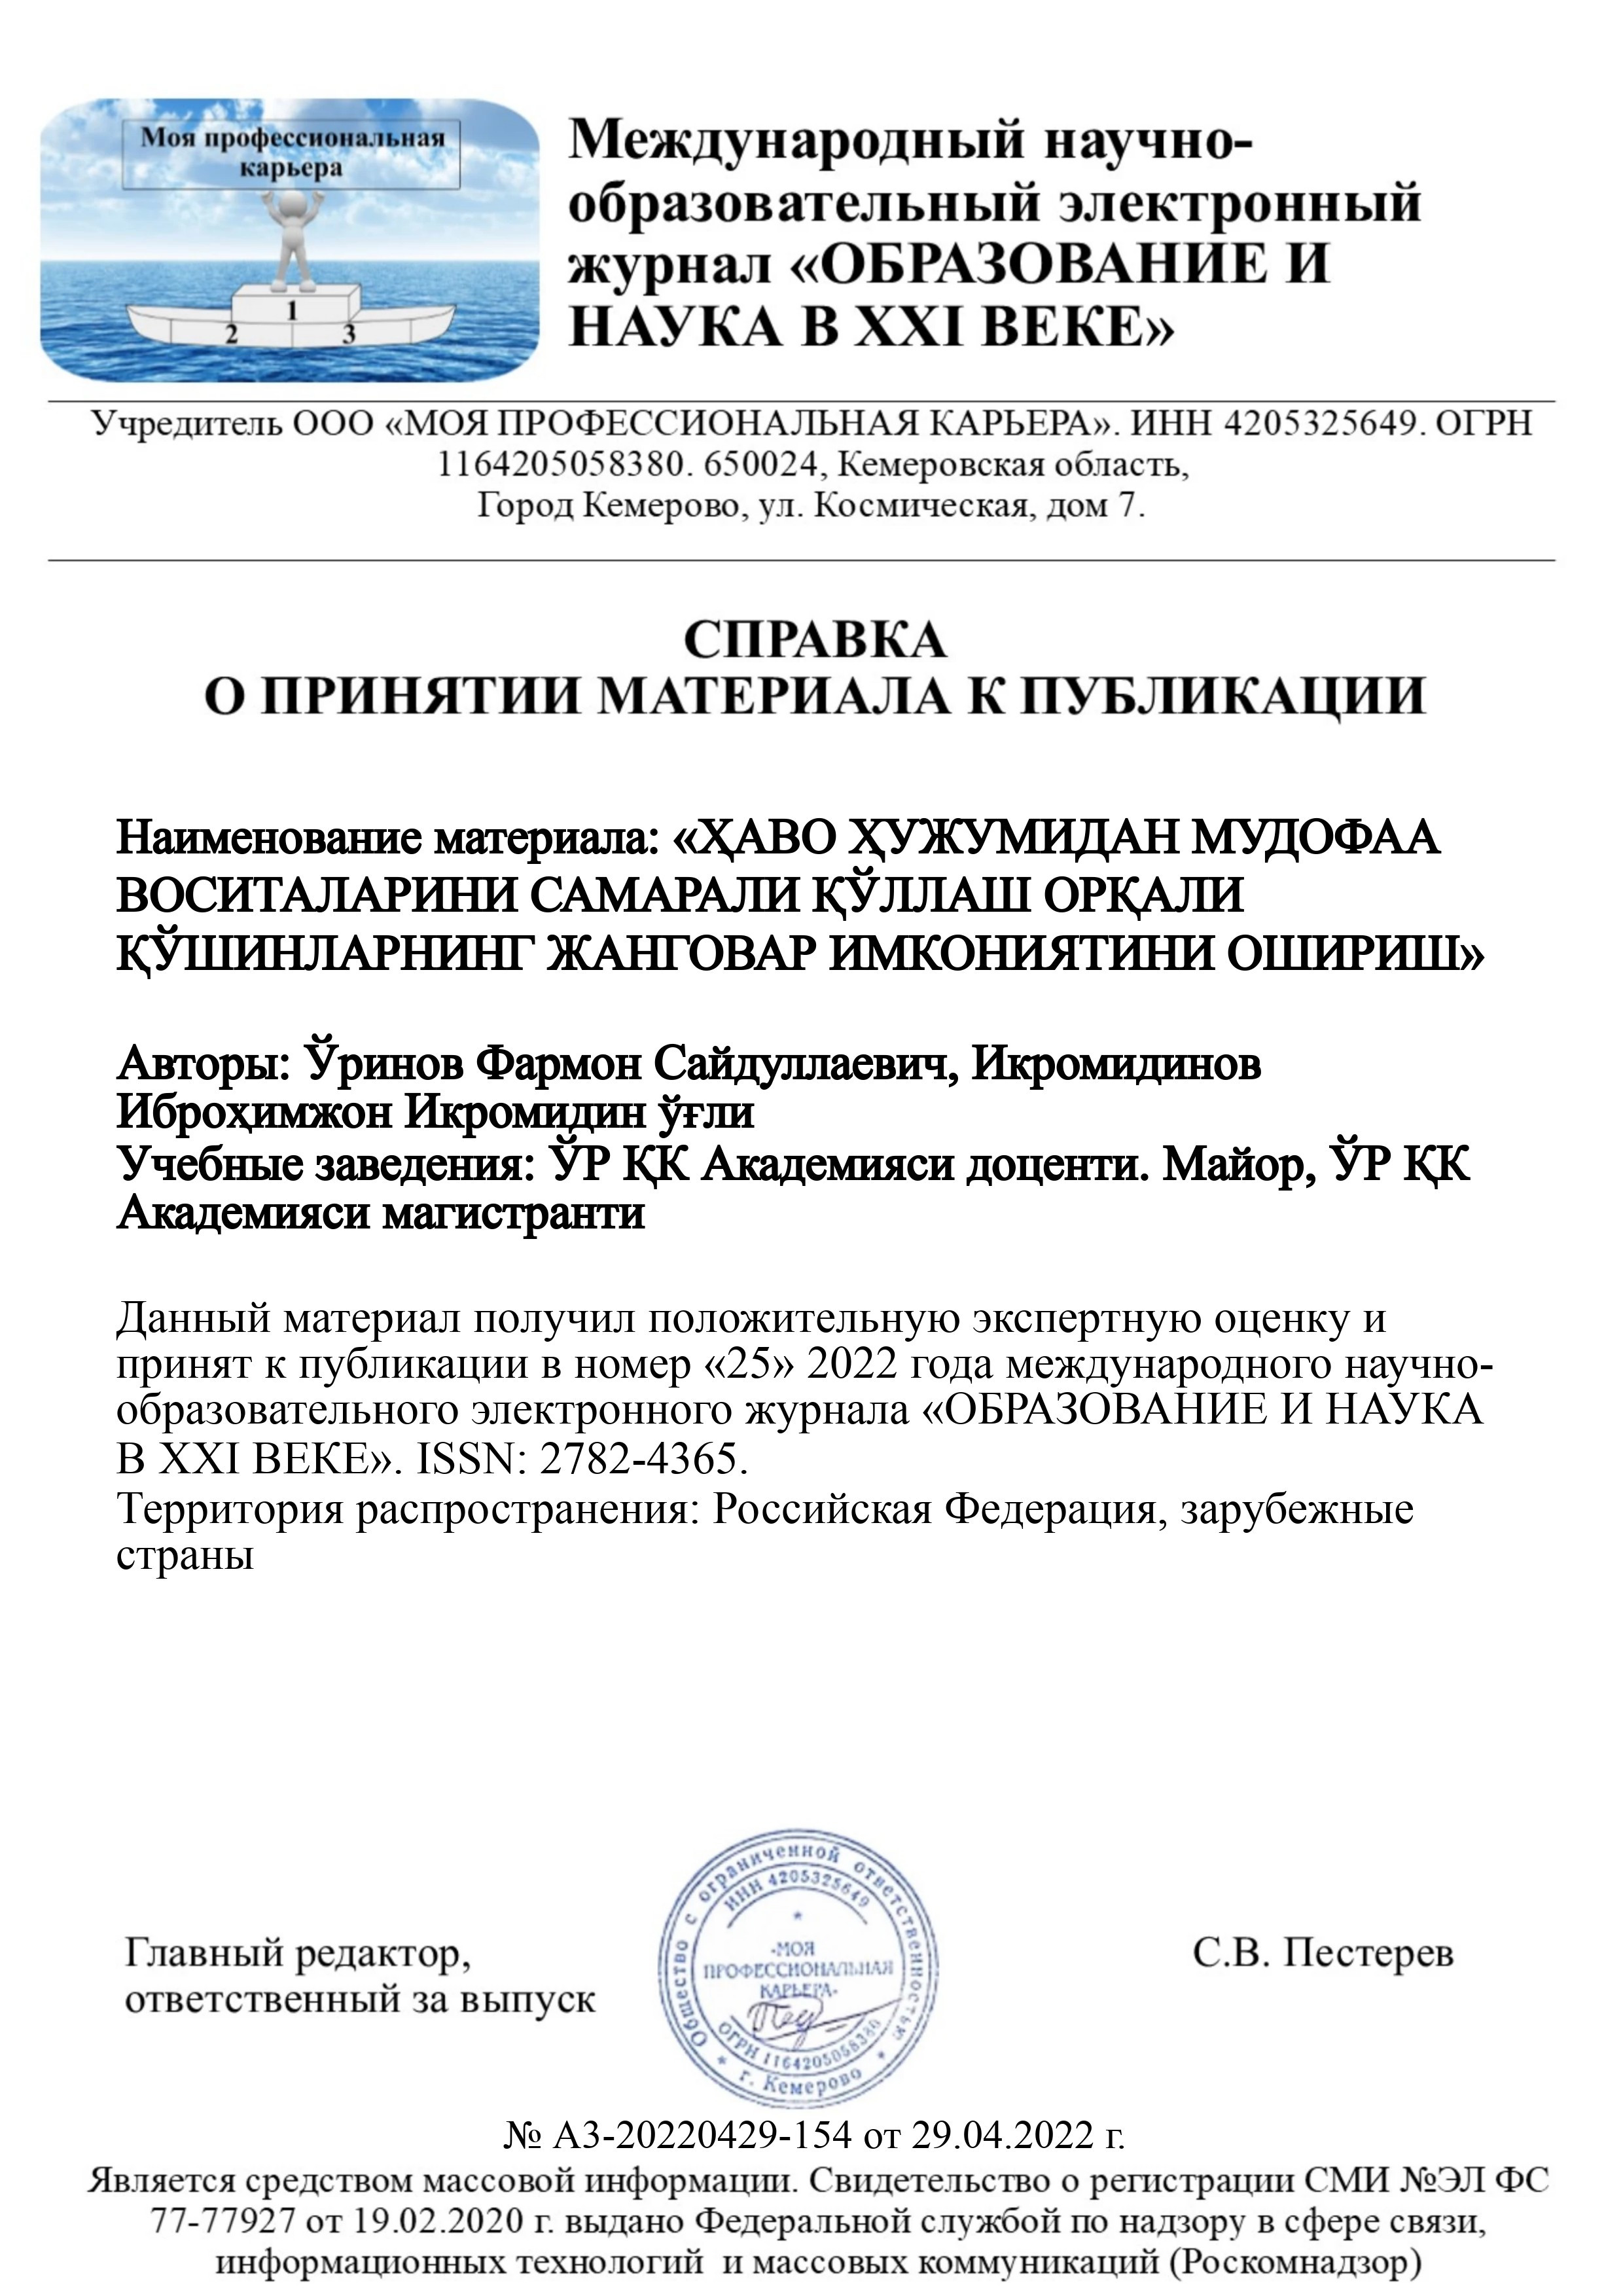 Моя профессиональная
карьера
1
2
3
Международный научно-
образовательный электронный
журнал «ОБРАЗОВАНИЕ И
НАУКА В XXI ВЕКЕ»
Учредитель ООО «МОЯ ПРОФЕССИОНАЛЬНАЯ КАРЬЕРА». ИНН 4205325649. ОГРН
1164205058380. 650024, Кемеровская область,
Город Кемерово, ул. Космическая, дом 7.
СПРАВКА
О ПРИНЯТИИ МАТЕРИАЛА К ПУБЛИКАЦИИ
Наименование материала: «ҲАВО ҲУЖУМИДАН МУДОФАА
ВОСИТАЛАРИНИ САМАРАЛИ ҚЎЛЛАШ ОРҚАЛИ
ҚЎШИНЛАРНИНГ ЖАНГОВАР ИМКОНИЯТИНИ ОШИРИШ»
Авторы: Ўринов Фармон Сайдуллаевич, Икромидинов
Иброҳимжон Икромидин ўғли
Учебные заведения: ЎР ҚК Академияси доценти. Майор, ЎР ҚК
Академияси магистранти
Данный материал получил положительную экспертную оценку и
принят к публикации в номер «25» 2022 года международного научно-
образовательного электронного журнала «ОБРАЗОВАНИЕ И НАУКА
В XXI ВЕКЕ». ISSN: 2782-4365.
Территория распространения: Российская Федерация, зарубежные
страны
Главный редактор,
ответственный за выпуск
Общество с ограниченной ответственностью
ИНН 4205325649
«МОЯ
ПРОФЕССИОНАЛЬНАЯ
КАРЬЕРА»
ОГРН 1164205058380
* г. Кемерово *
С.В. Пестерев
№ А3-20220429-154 от 29.04.2022 г.
Является средством массовой информации. Свидетельство о регистрации СМИ №ЭЛ ФС
77-77927 от 19.02.2020 г. выдано Федеральной службой по надзору в сфере связи,
информационных технологий и массовых коммуникаций (Роскомнадзор)